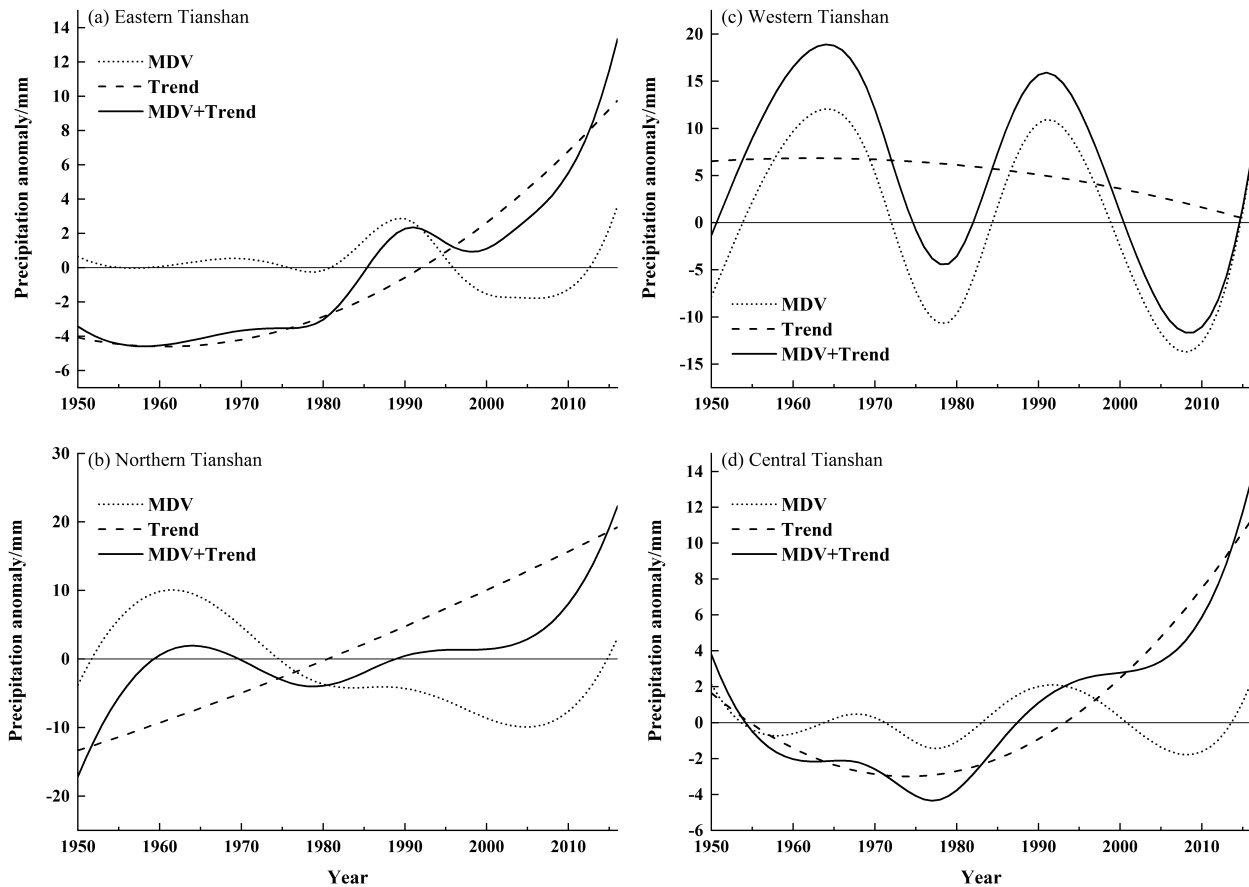 (a) Eastern Tianshan
MDV
Trend
MDV+Trend
Precipitation anomaly/mm
14
12
10
8
6
4
2
0
-2
-4
-6
1950 1960 1970 1980 1990 2000 2010
(c) Western Tianshan
Precipitation anomaly/mm
20
15
10
5
0
-5
-10
-15
MDV
Trend
MDV+Trend
1950 1960 1970 1980 1990 2000 2010
(b) Northern Tianshan
MDV
Trend
MDV+Trend
Precipitation anomaly/mm
30
20
10
0
-10
-20
1950 1960 1970 1980 1990 2000 2010
Year
(d) Central Tianshan
MDV
Trend
MDV+Trend
Precipitation anomaly/mm
14
12
10
8
6
4
2
0
-2
-4
-6
1950 1960 1970 1980 1990 2000 2010
Year